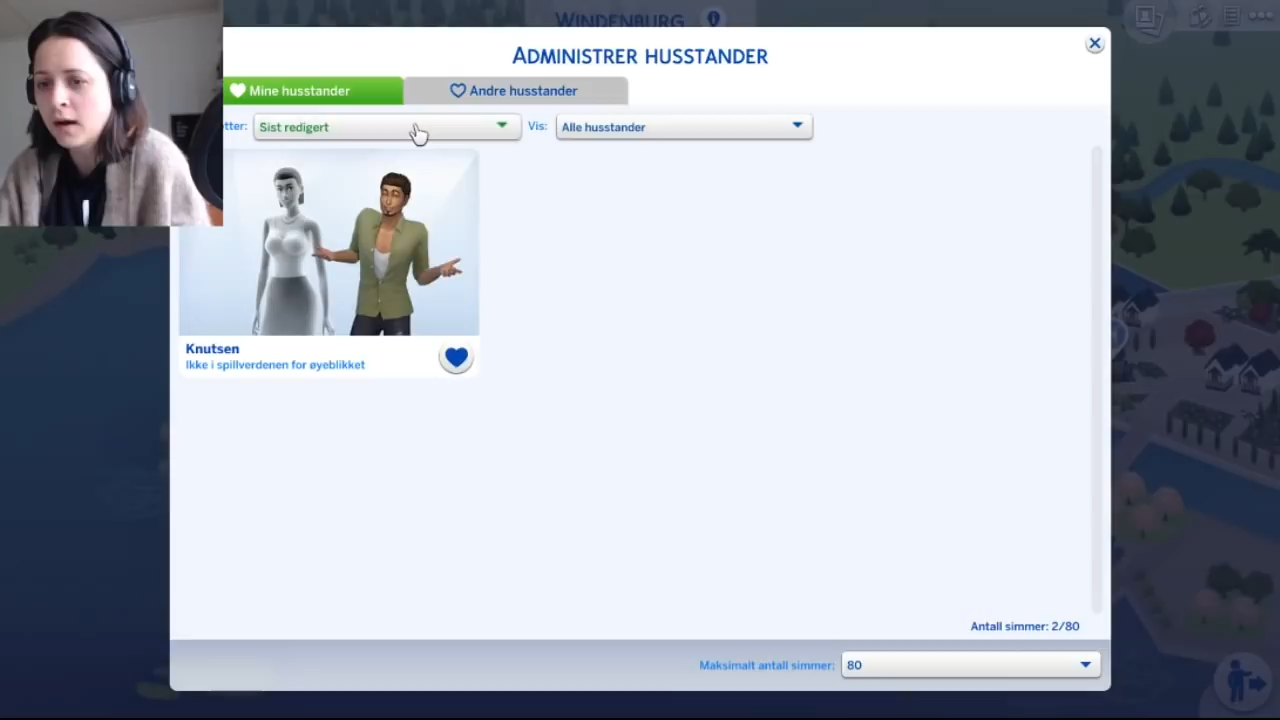 WINDENBURG
ADMINISTRER HUSSTANDER
Mine husstander
Andre husstander
tter: Sist redigert Vis: Alle husstander
Knutsen
Ikke i spillverdenen for øyeblikket
Antall simmer: 2/80
Maksimalt antall simmer: 80